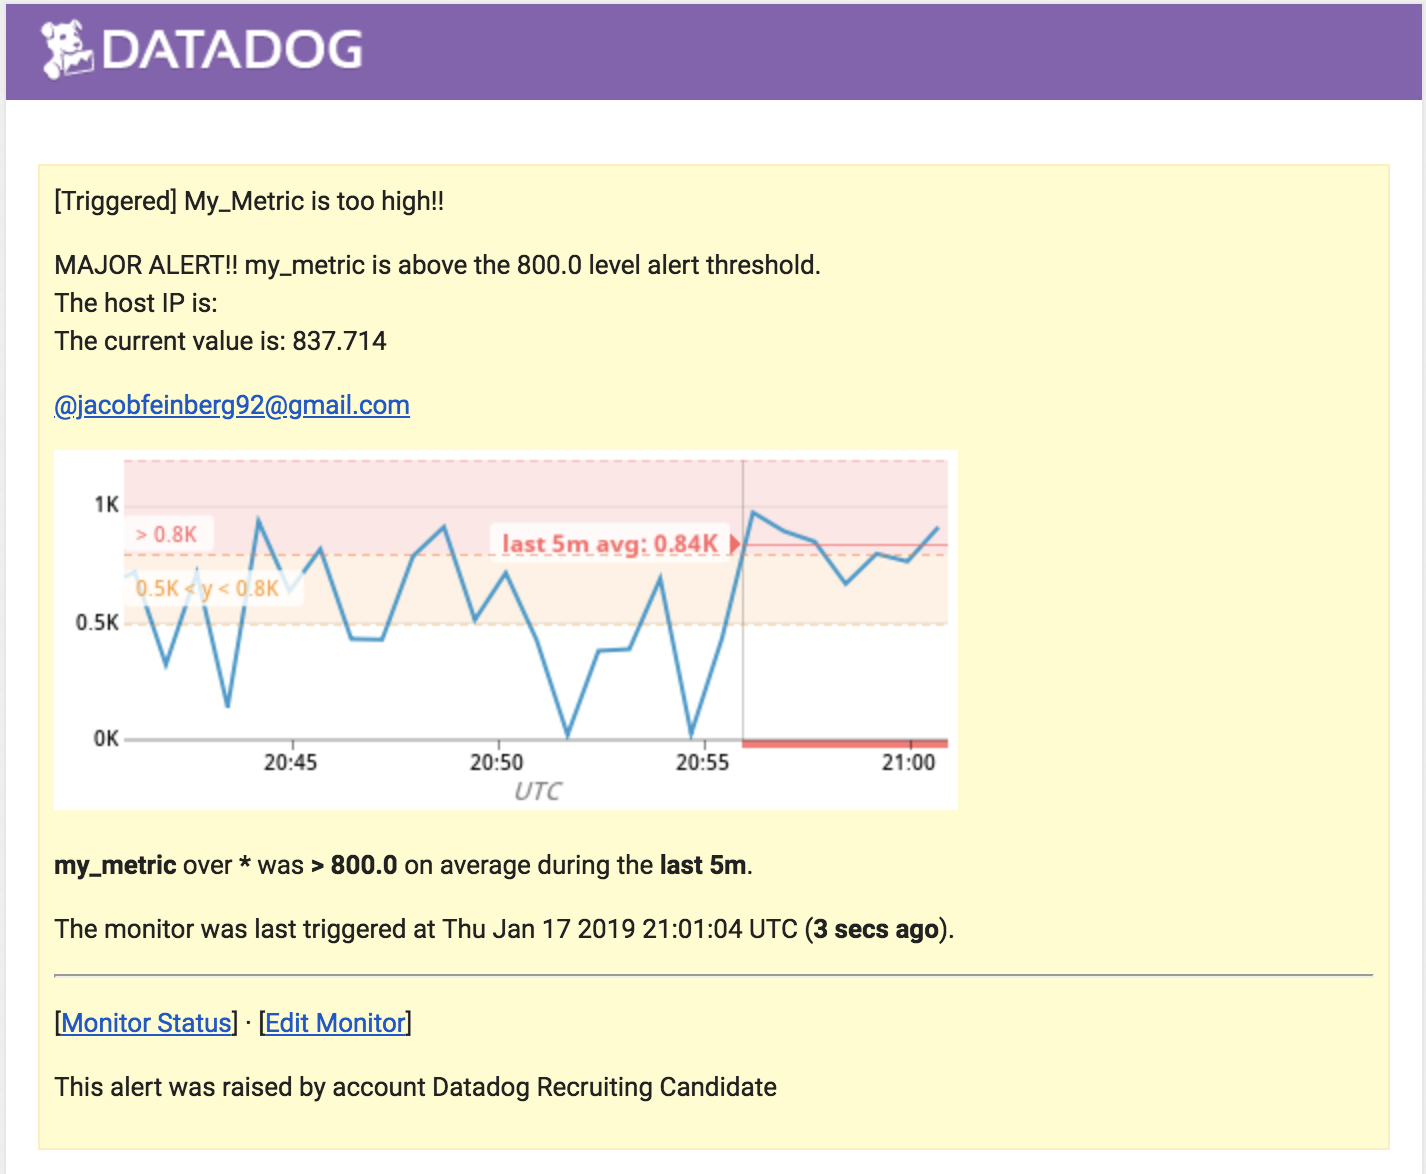 DATADOG
[Triggered] My_Metric is too high!!
MAJOR ALERT!! my_metric is above the 800.0 level alert threshold.
The host IP is:
The current value is: 837.714
@jacobfeinberg92@gmail.com
1K
> 0.8K
last 5m avg: 0.84K
0.5K < y < 0.8K
0.5K
0K
20:45 20:50 20:55 21:00
UTC
my_metric over * was > 800.0 on average during the last 5m.
The monitor was last triggered at Thu Jan 17 2019 21:01:04 UTC (3 secs ago).
[Monitor Status] · [Edit Monitor]
This alert was raised by account Datadog Recruiting Candidate